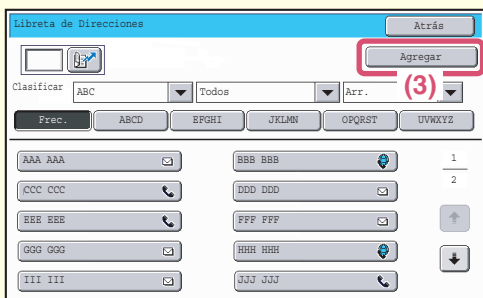 Libreta de Direcciones Atrás
Agregar
Clasificar ABC Todos Arr. (3)
Frec. ABCD EFGHI JKLMN OPQRST UVWXYZ
AAA AAA BBB BBB 1
CCC CCC DDD DDD 2
EEE EEE FFF FFF
GGG GGG HHH HHH
III III JJJ JJJ